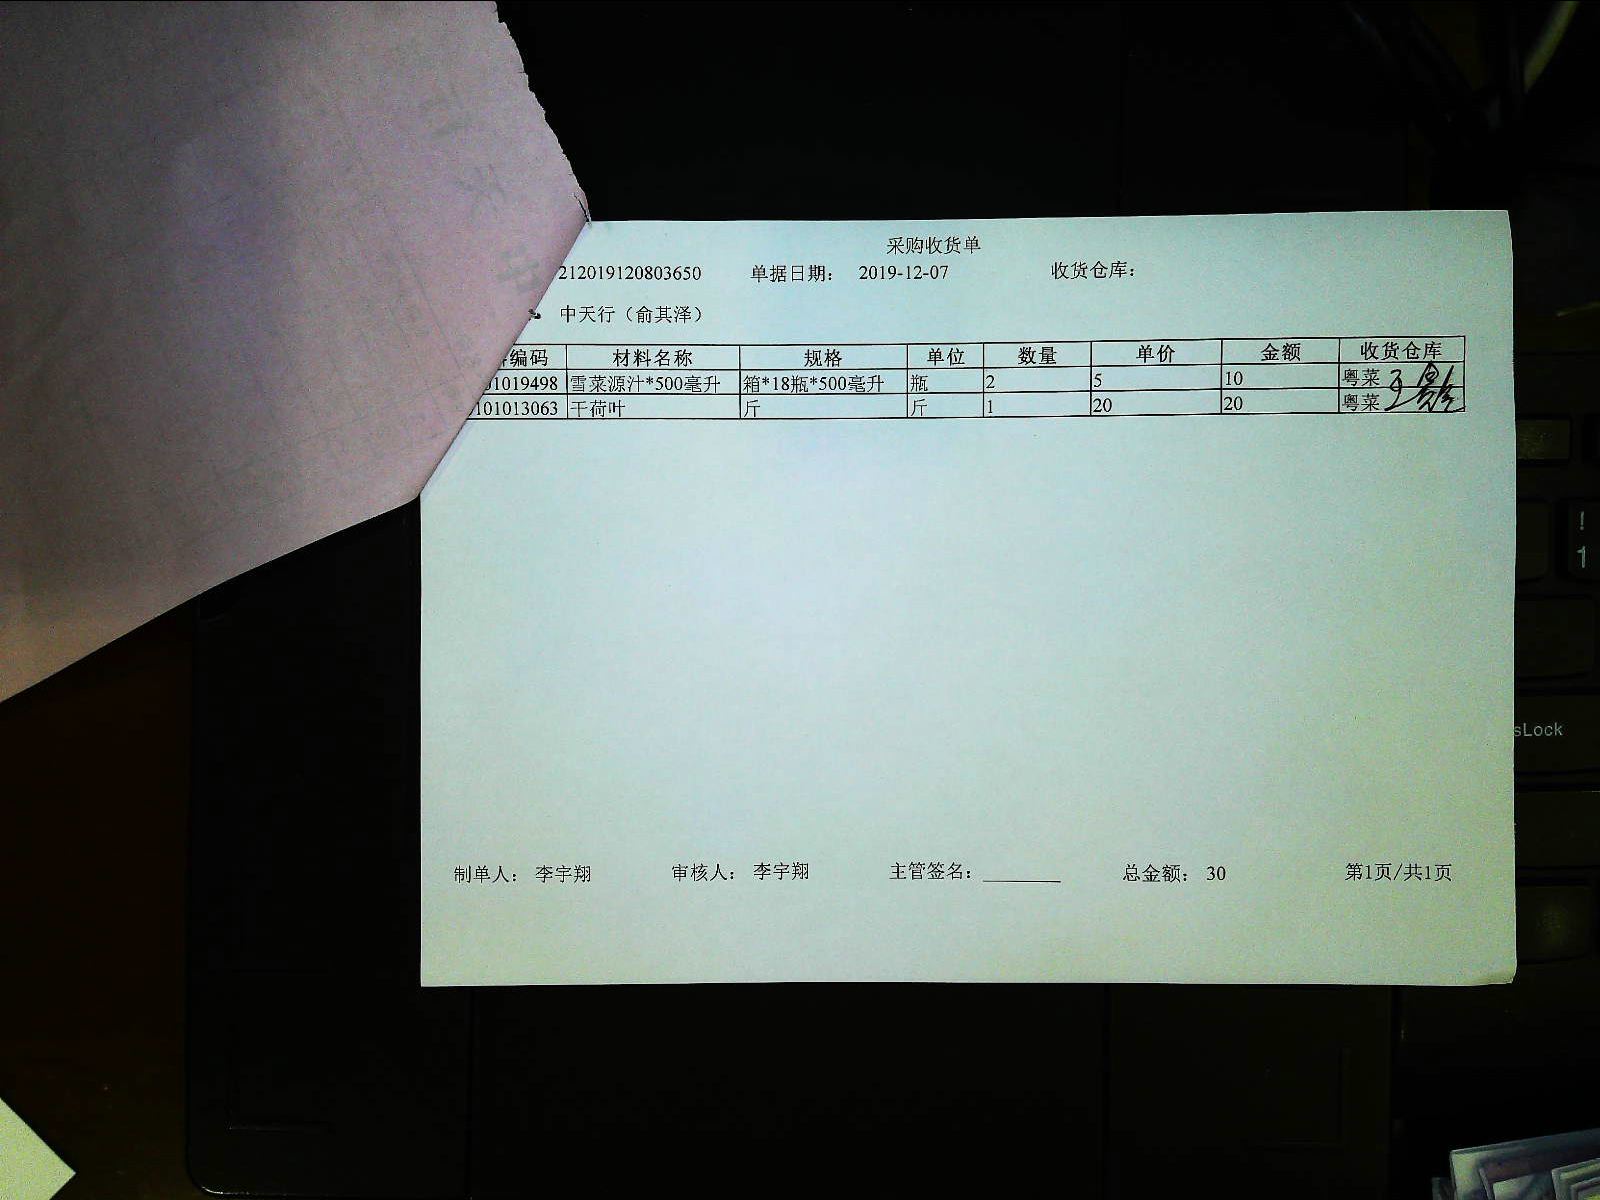 采购收货单
212019120803650 单据日期： 2019-12-07 收货仓库：
中天行（俞其泽）
编码 材料名称 规格 单位 数量 单价 金额 收货仓库
01019498 雪菜源汁*500毫升 箱*18瓶*500毫升 瓶 2 5 10 粤菜
101013063 干荷叶 斤 斤 1 20 20 粤菜
制单人： 李宇翔 审核人： 李宇翔 主管签名： 总金额： 30 第1页/共1页
!
1
sLock